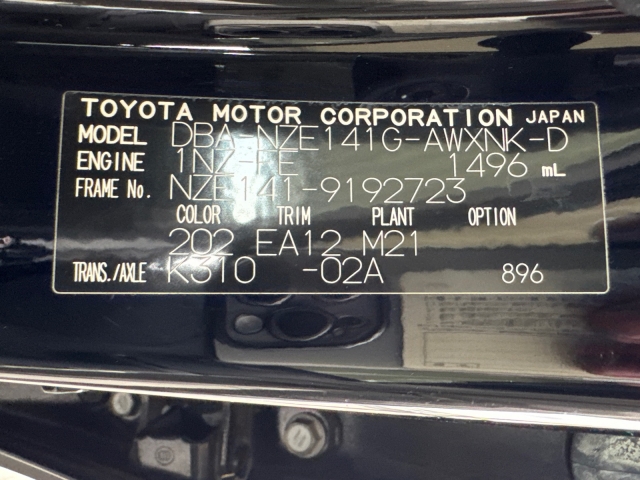 TOYOTA MOTOR CORPORATION JAPAN
MODEL DBA-NZE141G-AWXNK-D
ENGINE 1NZ-FE 1496 mL
FRAME No. NZE141-9192723
COLOR TRIM PLANT OPTION
202 EA12 M21
TRANS./AXLE K310 -02A 896